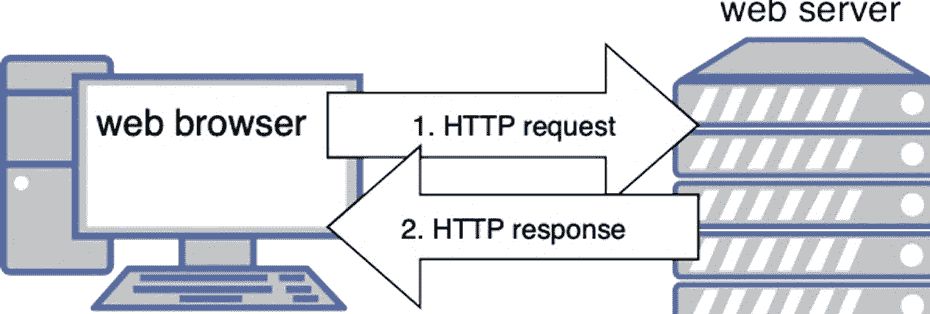 web server
web browser
1. HTTP request
2. HTTP response